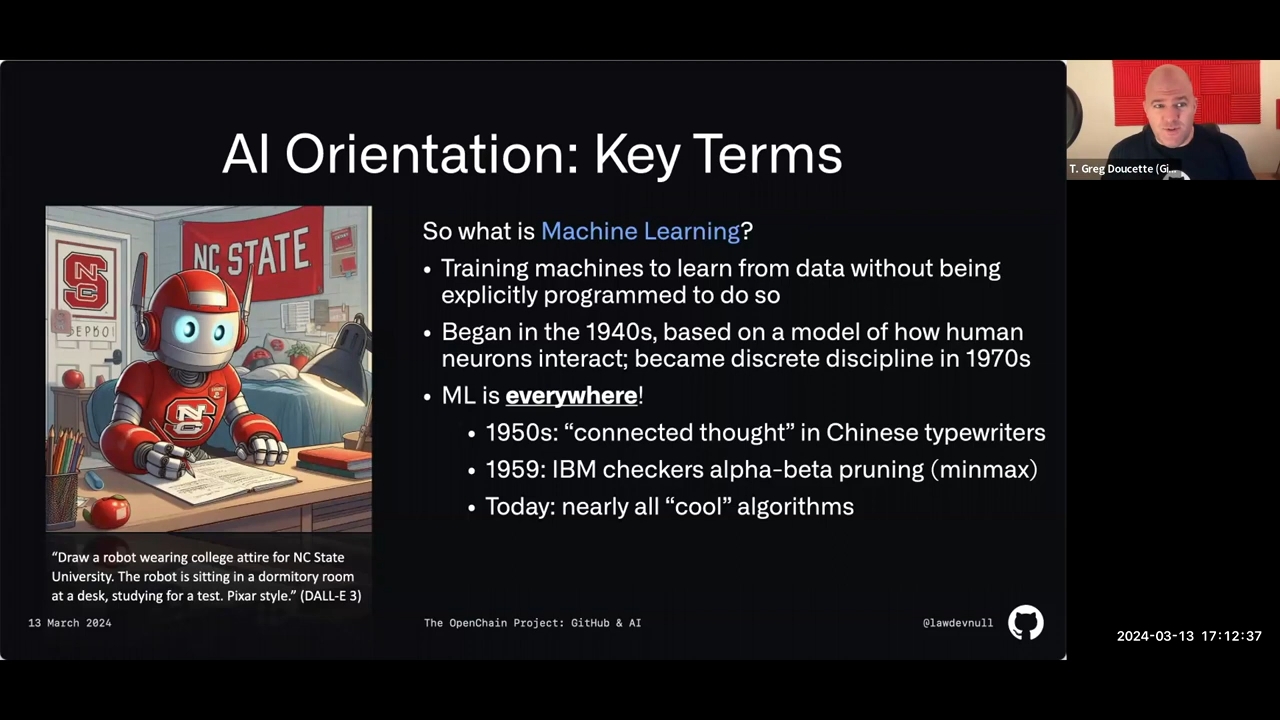 AI Orientation: Key Terms
T. Greg Doucette (Gi...
NC STATE
So what is Machine Learning?
• Training machines to learn from data without being
explicitly programmed to do so
• Began in the 1940s, based on a model of how human
neurons interact; became discrete discipline in 1970s
• ML is everywhere!
• 1950s: “connected thought” in Chinese typewriters
• 1959: IBM checkers alpha-beta pruning (minmax)
• Today: nearly all “cool” algorithms
“Draw a robot wearing college attire for NC State
University. The robot is sitting in a dormitory room
at a desk, studying for a test. Pixar style.” (DALL-E 3)
13 March 2024
The OpenChain Project: GitHub & AI
@lawdevnull
2024-03-13 17:12:37